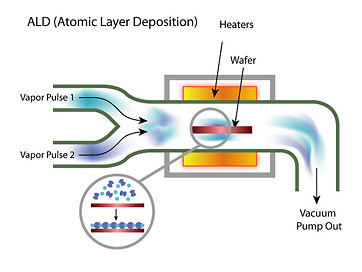 ALD (Atomic Layer Deposition)
Heaters
Wafer
Vapor Pulse 1
Vapor Pulse 2
Vacuum
Pump Out